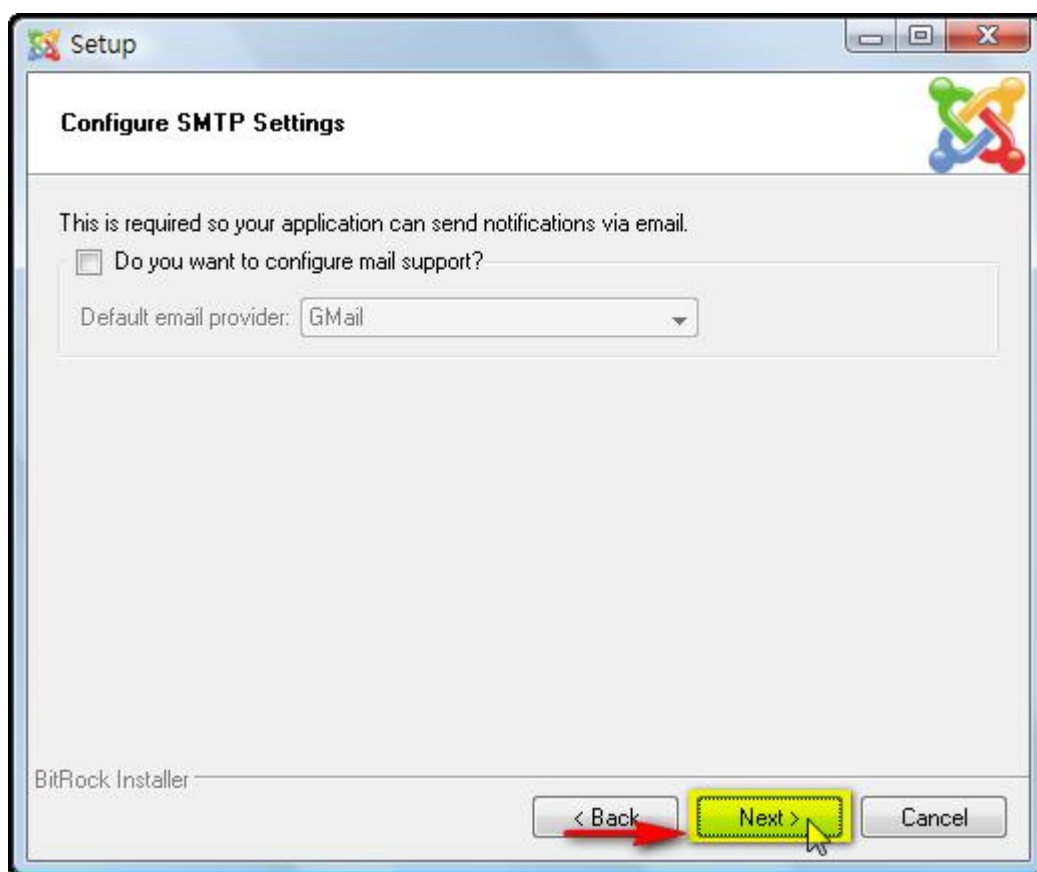 Setup
Configure SMTP Settings
This is required so your application can send notifications via email.
Do you want to configure mail support?
Default email provider: GMail
BitRock Installer
< Back Next > Cancel